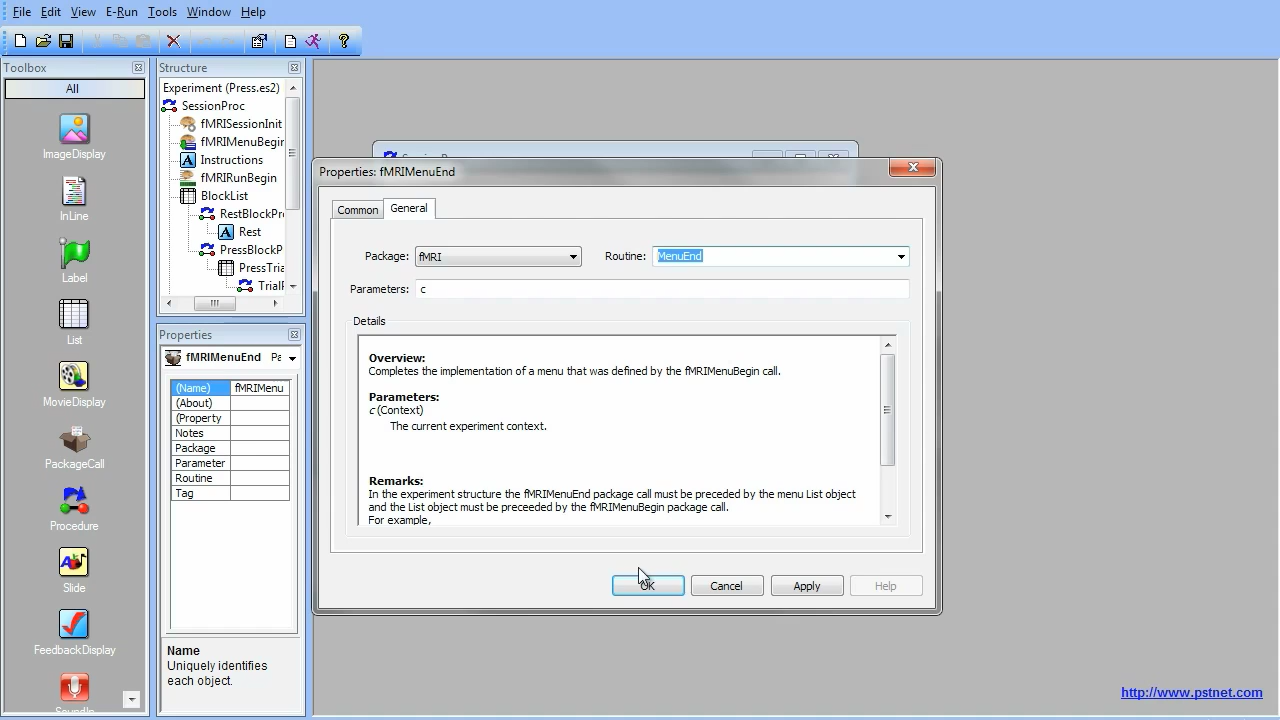 File Edit View E-Run Tools Window Help
Toolbox
All
ImageDisplay
InLine
Label
List
MovieDisplay
PackageCall
Procedure
Slide
FeedbackDisplay
Structure
Experiment (Press.es2)
SessionProc
fMRISessionInit
fMRIMenuBegin
Instructions
fMRIRunBegin
BlockList
RestBlockPr
Rest
PressBlockP
PressTria
Properties
fMRIMenuEnd
(Name) fMRIMenu
(About)
(Property
Notes
Package
Parameter
Routine
Tag
Name
Uniquely identifies
each object.
Properties: fMRIMenuEnd
Common General
Package: fMRI Routine: MenuEnd
Parameters: c
Details
Overview:
Completes the implementation of a menu that was defined by the fMRIMenuBegin call.
Parameters:
c (Context)
The current experiment context.
Remarks:
In the experiment structure the fMRIMenuEnd package call must be preceded by the menu List object
and the List object must be preceeded by the fMRIMenuBegin package call.
For example,
OK Cancel Apply Help
http://www.pstnet.com